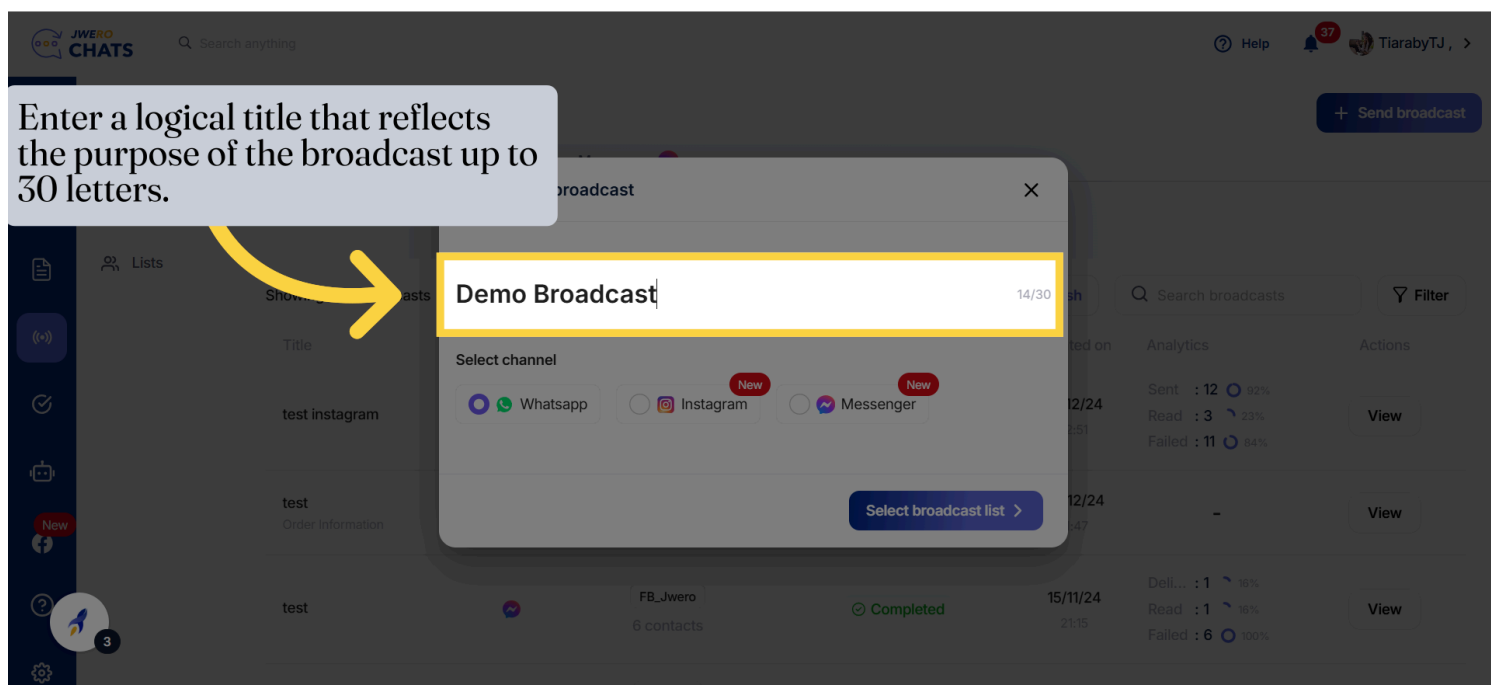 JWERO
CHATS
Search anything
Help
37
TiarabyTJ ,
Send broadcast
Enter a logical title that reflects
the purpose of the broadcast up to
30 letters.
broadcast
Lists
Demo Broadcast
14/30
Search broadcasts
Filter
Title
Analytics
Actions
Select channel
New
New
Whatsapp
Instagram
Messenger
test instagram
12/24
Sent : 12 92%
Read : 3 23%
Failed : 11 84%
View
test
Order Information
Select broadcast list
12/24
-
View
New
test
FB_Jwero
6 contacts
Completed
15/11/24
21:15
Deli... : 1 16%
Read : 1 16%
Failed : 6 100%
View
3